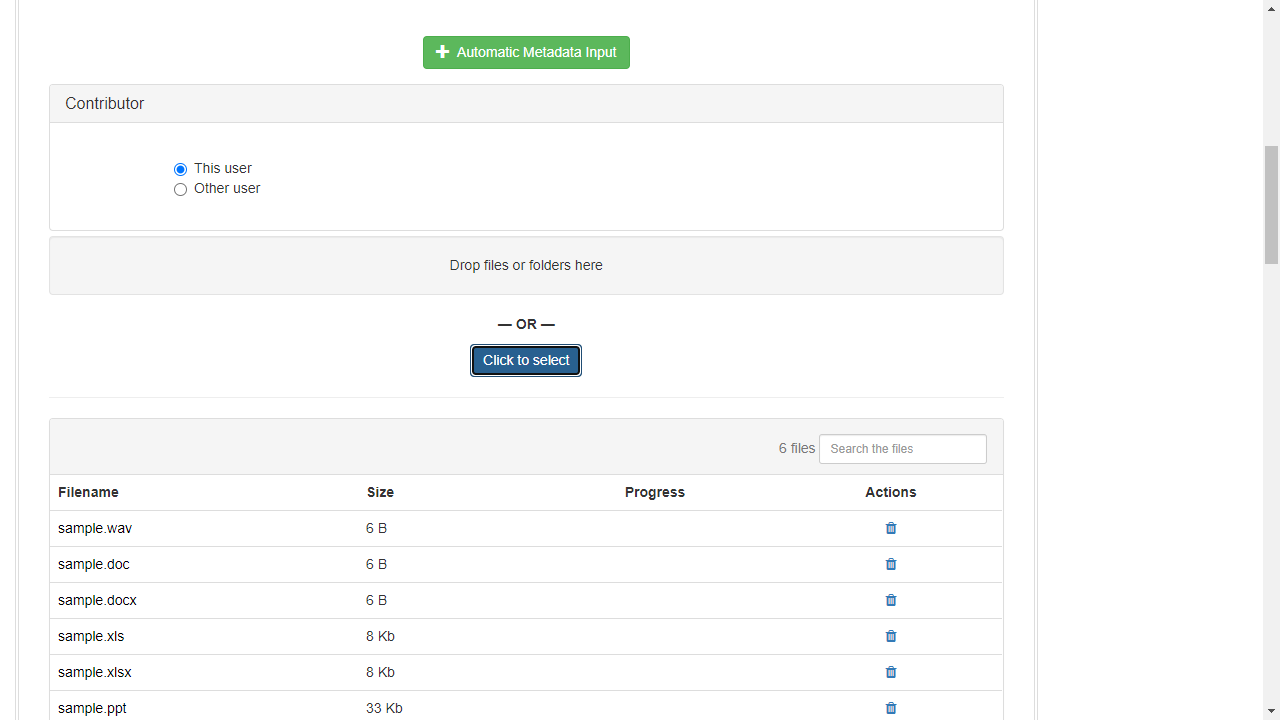 Automatic Metadata Input
Contributor
This user
Other user
Drop files or folders here
— OR —
Click to select
6 files Search the files
Filename Size Progress Actions
sample.wav 6 B
sample.doc 6 B
sample.docx 6 B
sample.xls 8 Kb
sample.xlsx 8 Kb
sample.ppt 33 Kb